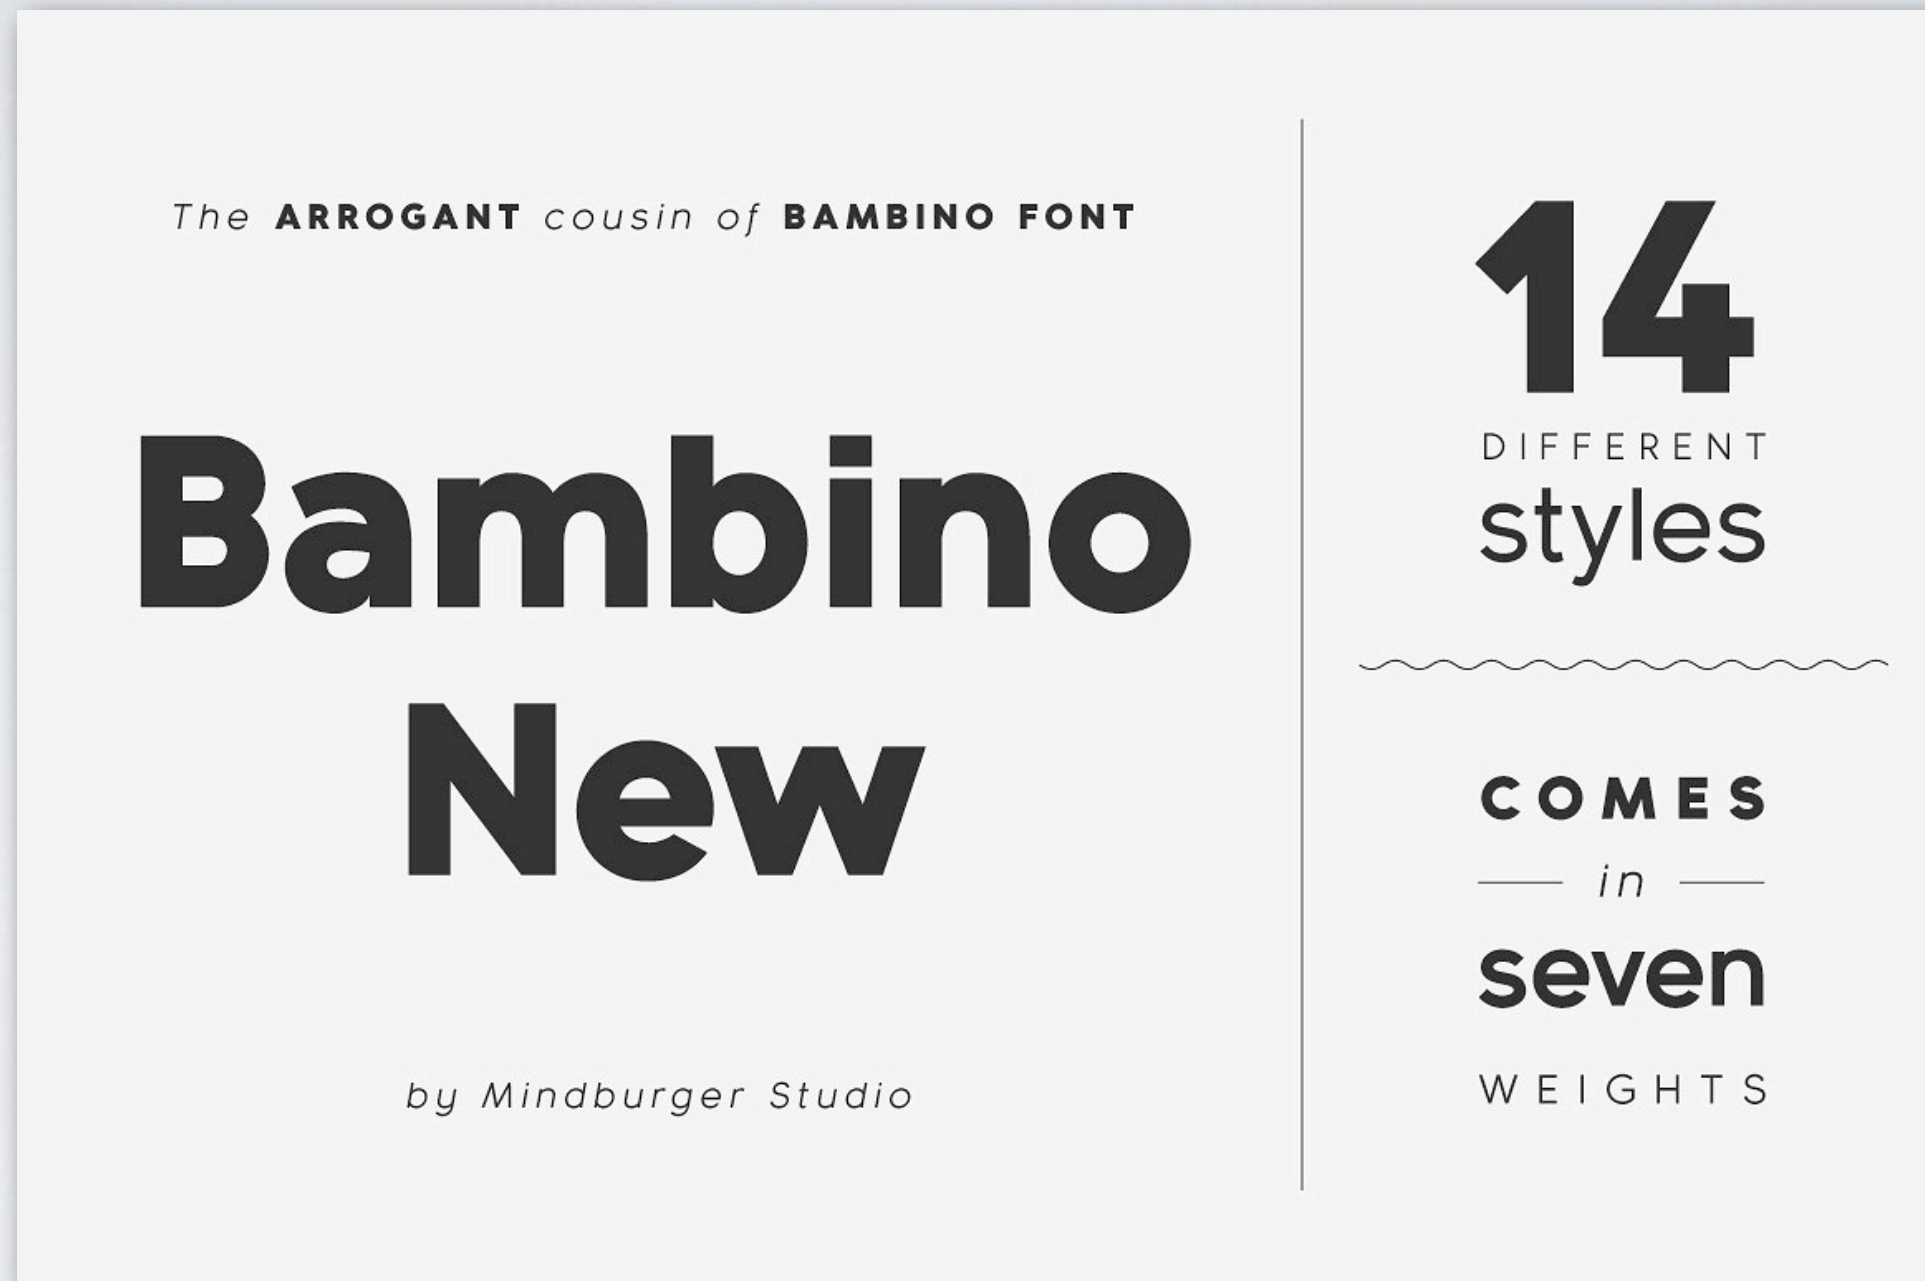 The ARROGANT cousin of BAMBINO FONT
Bambino
New
by Mindburger Studio
14
DIFFERENT
styles
COMES
in
seven
WEIGHTS